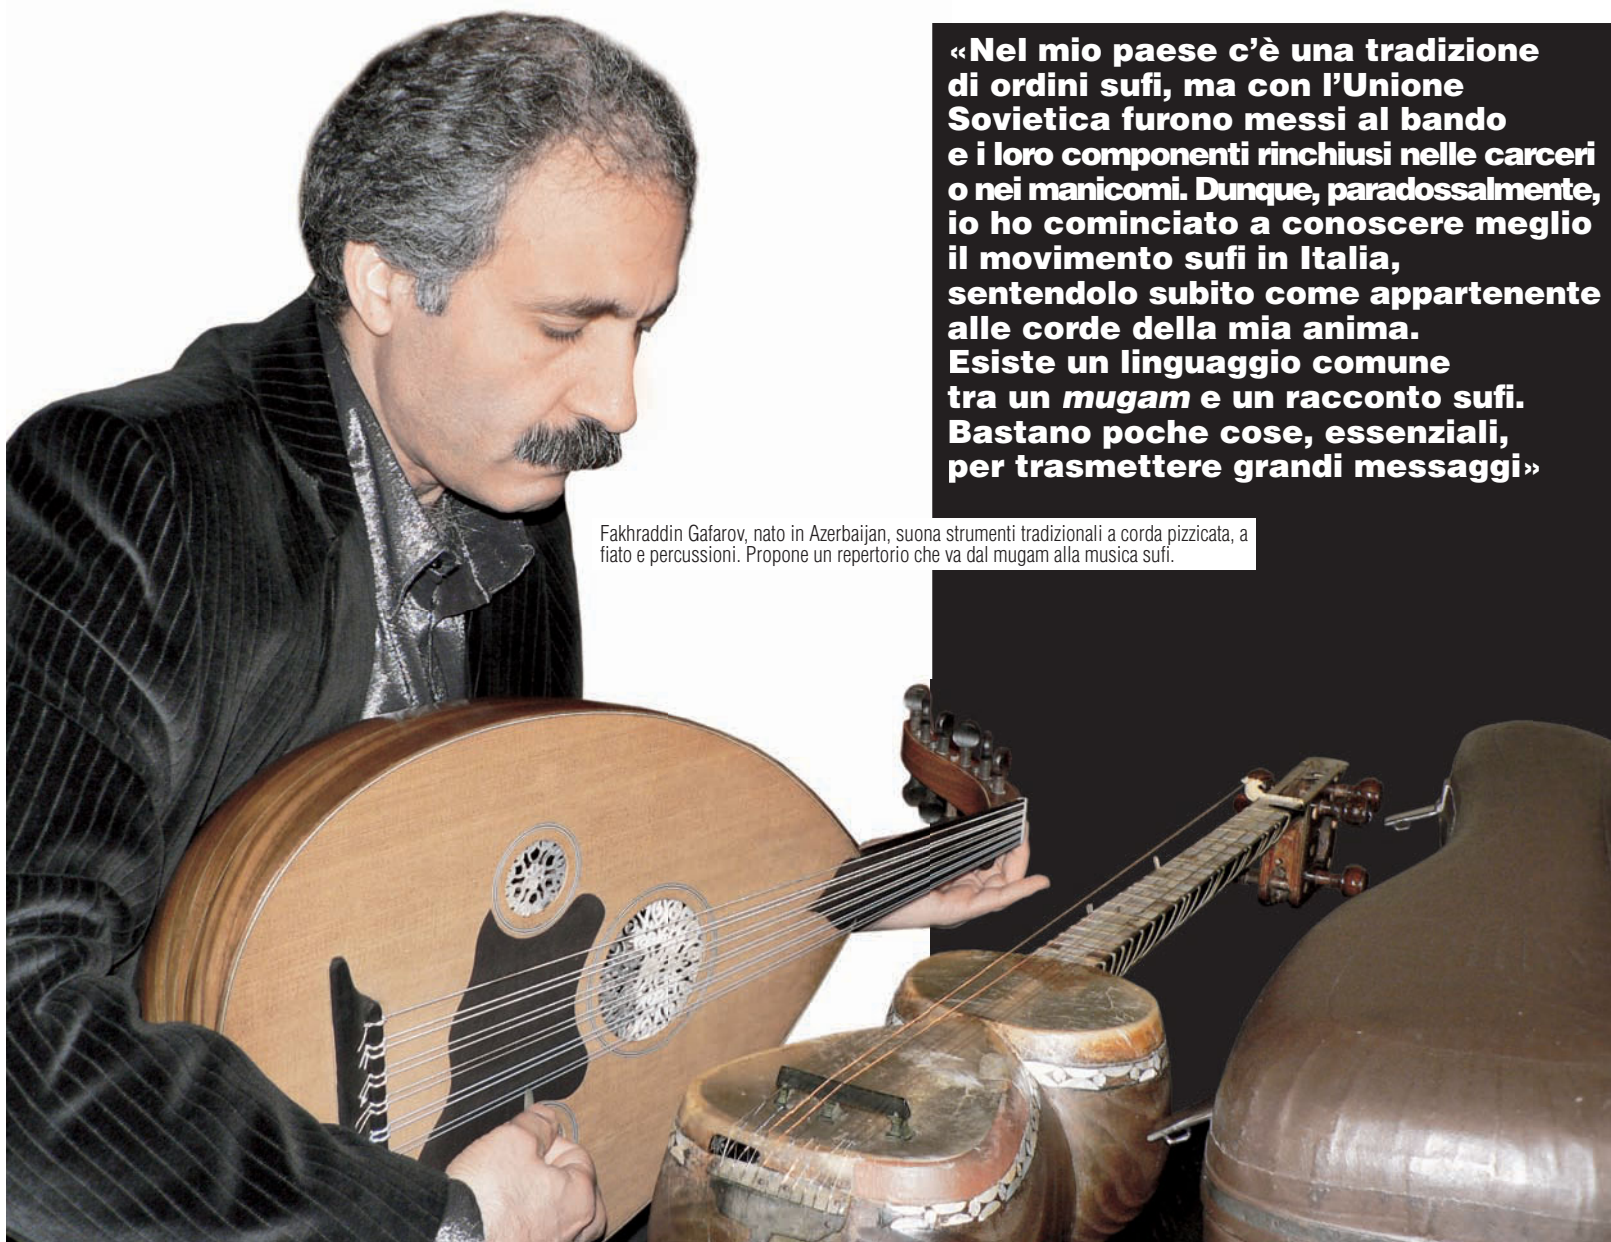 «Nel mio paese c’è una tradizione
di ordini sufi, ma con l’Unione
Sovietica furono messi al bando
e i loro componenti rinchiusi nelle carceri
o nei manicomi. Dunque, paradossalmente,
io ho cominciato a conoscere meglio
il movimento sufi in Italia,
sentendolo subito come appartenente
alle corde della mia anima.
Esiste un linguaggio comune
tra un mugam e un racconto sufi.
Bastano poche cose, essenziali,
per trasmettere grandi messaggi»
Fakhraddin Gafarov, nato in Azerbaijan, suona strumenti tradizionali a corda pizzicata, a
fiato e percussioni. Propone un repertorio che va dal mugam alla musica sufi.